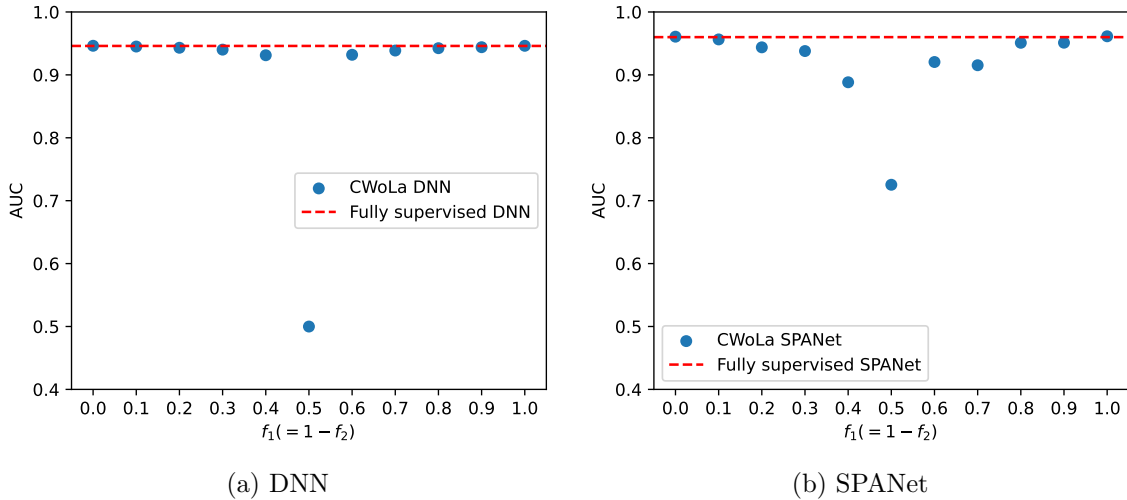 1.0
0.9
0.8
0.7
0.6
0.5
0.4
AUC
CWoLa DNN
Fully supervised DNN
0.0 0.1 0.2 0.3 0.4 0.5 0.6 0.7 0.8 0.9 1.0
f₁(= 1 − f₂)
(a) DNN
1.0
0.9
0.8
0.7
0.6
0.5
0.4
AUC
CWoLa SPANet
Fully supervised SPANet
0.0 0.1 0.2 0.3 0.4 0.5 0.6 0.7 0.8 0.9 1.0
f₁(= 1 − f₂)
(b) SPANet